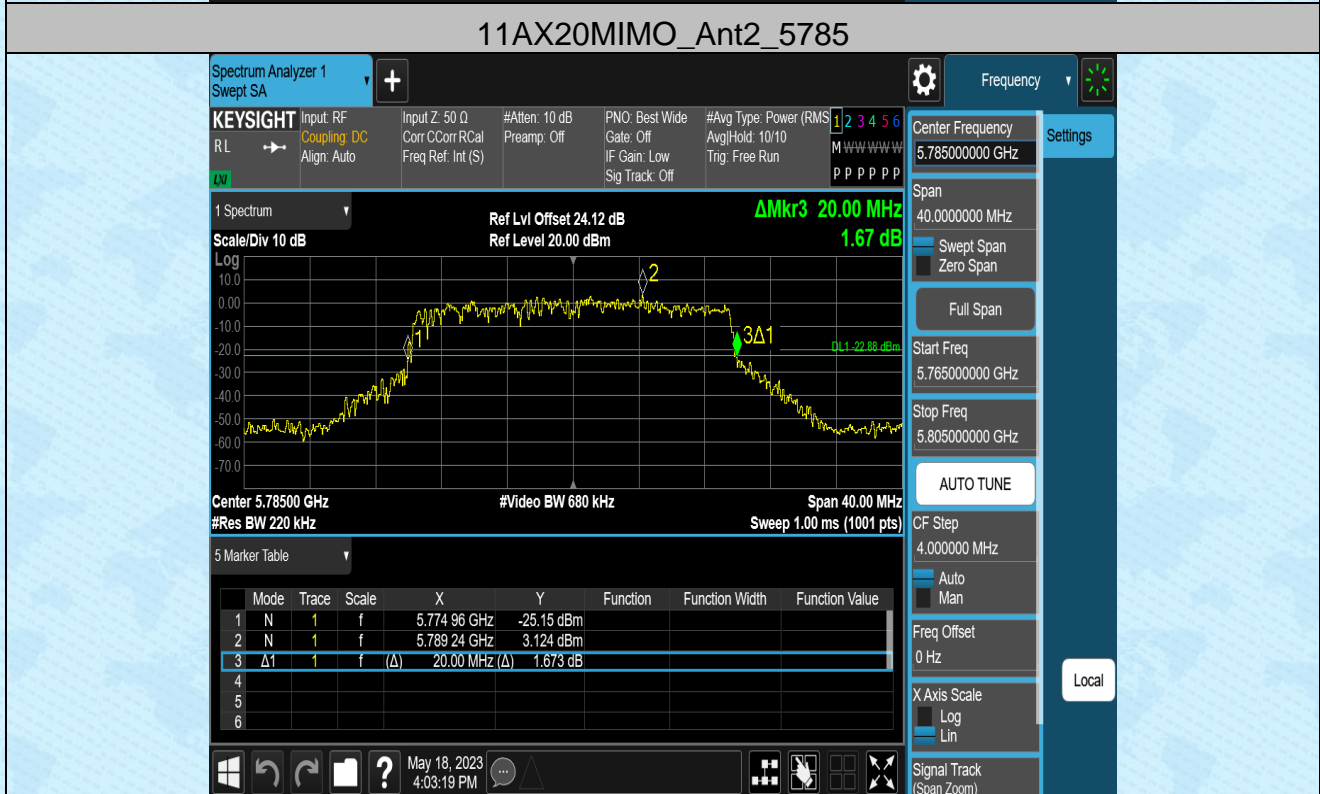 11AX20MIMO_Ant2_5785
Spectrum Analyzer 1
Swept SA
+
Frequency
KEYSIGHT
RL
LXI
Input: RF
Coupling: DC
Align: Auto
Input Z: 50 Ω
Corr CCorr RCal
Freq Ref: Int (S)
#Atten: 10 dB
Preamp: Off
PNO: Best Wide
Gate: Off
IF Gain: Low
Sig Track: Off
#Avg Type: Power (RMS
Avg|Hold: 10/10
Trig: Free Run
1 2 3 4 5 6
M W W W W W
P P P P P P
Center Frequency
5.785000000 GHz
Settings
Span
40.0000000 MHz
Swept Span
Zero Span
Full Span
Start Freq
5.765000000 GHz
Stop Freq
5.805000000 GHz
AUTO TUNE
CF Step
4.000000 MHz
Auto
Man
Freq Offset
0 Hz
X Axis Scale
Log
Lin
Signal Track
(Span Zoom)
Local
1 Spectrum
Scale/Div 10 dB
Ref Lvl Offset 24.12 dB
Ref Level 20.00 dBm
ΔMkr3 20.00 MHz
1.67 dB
Log
10.0
0.00
-10.0
-20.0
-30.0
-40.0
-50.0
-60.0
-70.0
1
2
3Δ1
DL1 -22.88 dBm
Center 5.78500 GHz
#Video BW 680 kHz
Span 40.00 MHz
#Res BW 220 kHz
Sweep 1.00 ms (1001 pts)
5 Marker Table
Mode Trace Scale X Y Function Function Width Function Value
1 N 1 f 5.774 96 GHz -25.15 dBm
2 N 1 f 5.789 24 GHz 3.124 dBm
3 Δ1 1 f (Δ) 20.00 MHz (Δ) 1.673 dB
4
5
6
?
May 18, 2023
4:03:19 PM